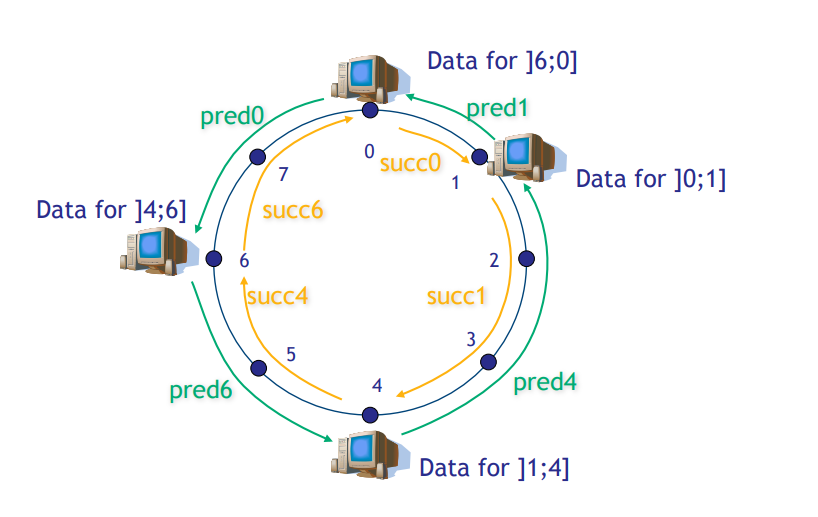 Data for ]6;0]
pred0
pred1
0
succ0
7
1
Data for ]0;1]
Data for ]4;6]
succ6
6
2
succ4
succ1
3
5
4
pred6
pred4
Data for ]1;4]